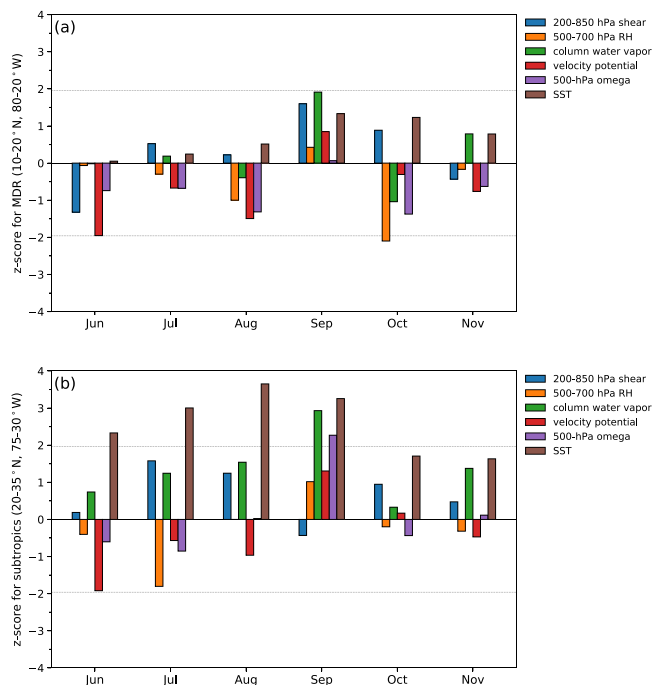 (a)
z-score for MDR (10–20°N, 80–20°W)
4
3
2
1
0
−1
−2
−3
−4
Jun Jul Aug Sep Oct Nov
200-850 hPa shear
500-700 hPa RH
column water vapor
velocity potential
500-hPa omega
SST
(b)
z-score for subtropics (20–35°N, 75–30°W)
4
3
2
1
0
−1
−2
−3
−4
Jun Jul Aug Sep Oct Nov
200-850 hPa shear
500-700 hPa RH
column water vapor
velocity potential
500-hPa omega
SST